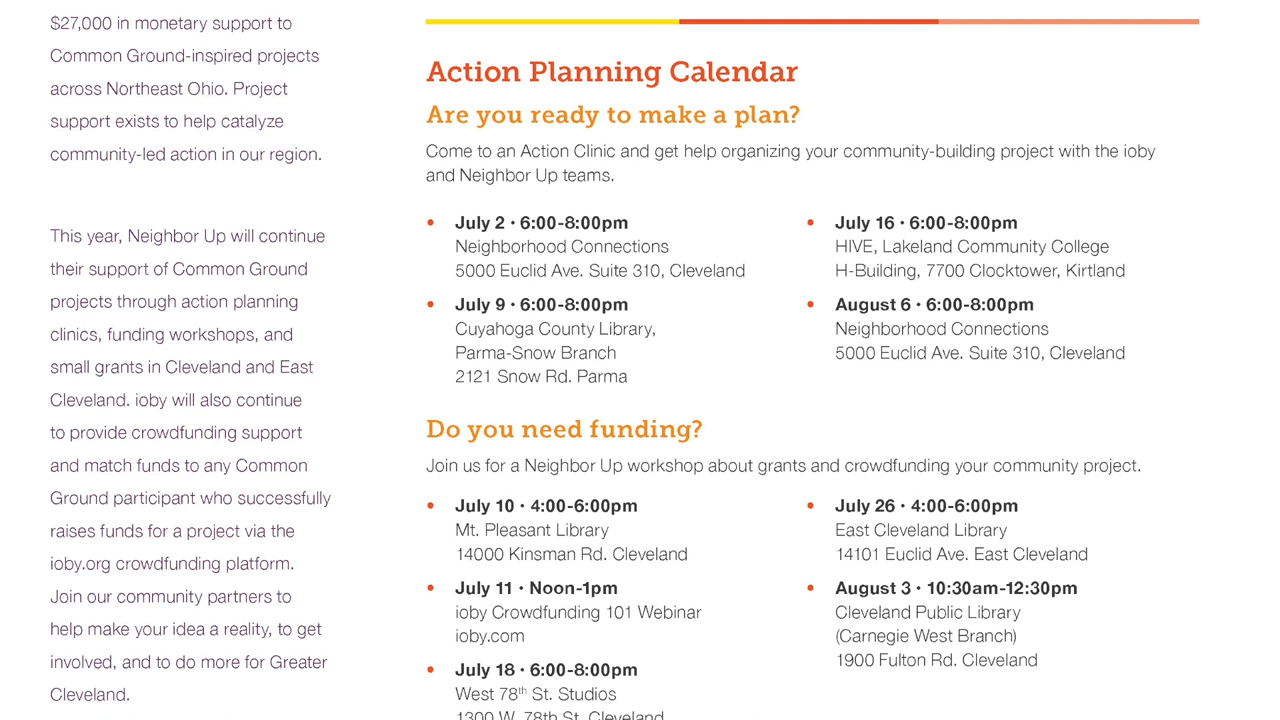 $27,000 in monetary support to
Common Ground-inspired projects
across Northeast Ohio. Project
support exists to help catalyze
community-led action in our region.
This year, Neighbor Up will continue
their support of Common Ground
projects through action planning
clinics, funding workshops, and
small grants in Cleveland and East
Cleveland. ioby will also continue
to provide crowdfunding support
and match funds to any Common
Ground participant who successfully
raises funds for a project via the
ioby.org crowdfunding platform.
Join our community partners to
help make your idea a reality, to get
involved, and to do more for Greater
Cleveland.
Action Planning Calendar
Are you ready to make a plan?
Come to an Action Clinic and get help organizing your community-building project with the ioby
and Neighbor Up teams.
• July 2 • 6:00-8:00pm
Neighborhood Connections
5000 Euclid Ave. Suite 310, Cleveland
• July 9 • 6:00-8:00pm
Cuyahoga County Library,
Parma-Snow Branch
2121 Snow Rd. Parma
• July 16 • 6:00-8:00pm
HIVE, Lakeland Community College
H-Building, 7700 Clocktower, Kirtland
• August 6 • 6:00-8:00pm
Neighborhood Connections
5000 Euclid Ave. Suite 310, Cleveland
Do you need funding?
Join us for a Neighbor Up workshop about grants and crowdfunding your community project.
• July 10 • 4:00-6:00pm
Mt. Pleasant Library
14000 Kinsman Rd. Cleveland
• July 11 • Noon-1pm
ioby Crowdfunding 101 Webinar
ioby.com
• July 18 • 6:00-8:00pm
West 78th St. Studios
1300 W. 78th St. Cleveland
• July 26 • 4:00-6:00pm
East Cleveland Library
14101 Euclid Ave. East Cleveland
• August 3 • 10:30am-12:30pm
Cleveland Public Library
(Carnegie West Branch)
1900 Fulton Rd. Cleveland